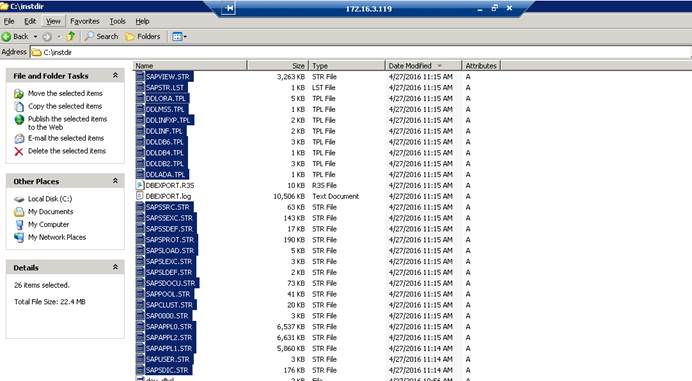 C:\instdir
172.16.3.119
File Edit View Favorites Tools Help
Back Search Folders
Address C:\instdir
File and Folder Tasks
Move the selected items
Copy the selected items
Publish the selected items
to the Web
E-mail the selected items
Delete the selected items
Other Places
Local Disk (C:)
My Documents
My Computer
My Network Places
Details
26 items selected.
Total File Size: 22.4 MB
Name Size Type Date Modified Attributes
SAPVIEW.STR 3,263 KB STR File 4/27/2016 11:15 AM A
SAPSTR.LST 1 KB LST File 4/27/2016 11:15 AM A
DDLORA.TPL 5 KB TPL File 4/27/2016 11:15 AM A
DDLMSS.TPL 1 KB TPL File 4/27/2016 11:15 AM A
DDLINFXP.TPL 2 KB TPL File 4/27/2016 11:15 AM A
DDLINF.TPL 2 KB TPL File 4/27/2016 11:15 AM A
DDLDB6.TPL 3 KB TPL File 4/27/2016 11:15 AM A
DDLDB4.TPL 1 KB TPL File 4/27/2016 11:15 AM A
DDLDB2.TPL 3 KB TPL File 4/27/2016 11:15 AM A
DDLADA.TPL 1 KB TPL File 4/27/2016 11:15 AM A
DBEXPORT.R3S 10 KB R3S File 4/27/2016 11:15 AM A
DBEXPORT.log 10,506 KB Text Document 4/27/2016 11:15 AM A
SAPSSRC.STR 63 KB STR File 4/27/2016 11:15 AM A
SAPSSEXC.STR 143 KB STR File 4/27/2016 11:15 AM A
SAPSSDEF.STR 17 KB STR File 4/27/2016 11:15 AM A
SAPSPROT.STR 190 KB STR File 4/27/2016 11:15 AM A
SAPSLOAD.STR 5 KB STR File 4/27/2016 11:15 AM A
SAPSLEXC.STR 3 KB STR File 4/27/2016 11:15 AM A
SAPSLDEF.STR 2 KB STR File 4/27/2016 11:15 AM A
SAPSDOCU.STR 73 KB STR File 4/27/2016 11:15 AM A
SAPPOOL.STR 41 KB STR File 4/27/2016 11:15 AM A
SAPCLUST.STR 20 KB STR File 4/27/2016 11:15 AM A
SAP0000.STR 3 KB STR File 4/27/2016 11:15 AM A
SAPAPPL0.STR 6,537 KB STR File 4/27/2016 11:15 AM A
SAPAPPL2.STR 6,631 KB STR File 4/27/2016 11:15 AM A
SAPAPPL1.STR 5,860 KB STR File 4/27/2016 11:14 AM A
SAPUSER.STR 3 KB STR File 4/27/2016 11:14 AM A
SAPSDIC.STR 176 KB STR File 4/27/2016 11:14 AM A